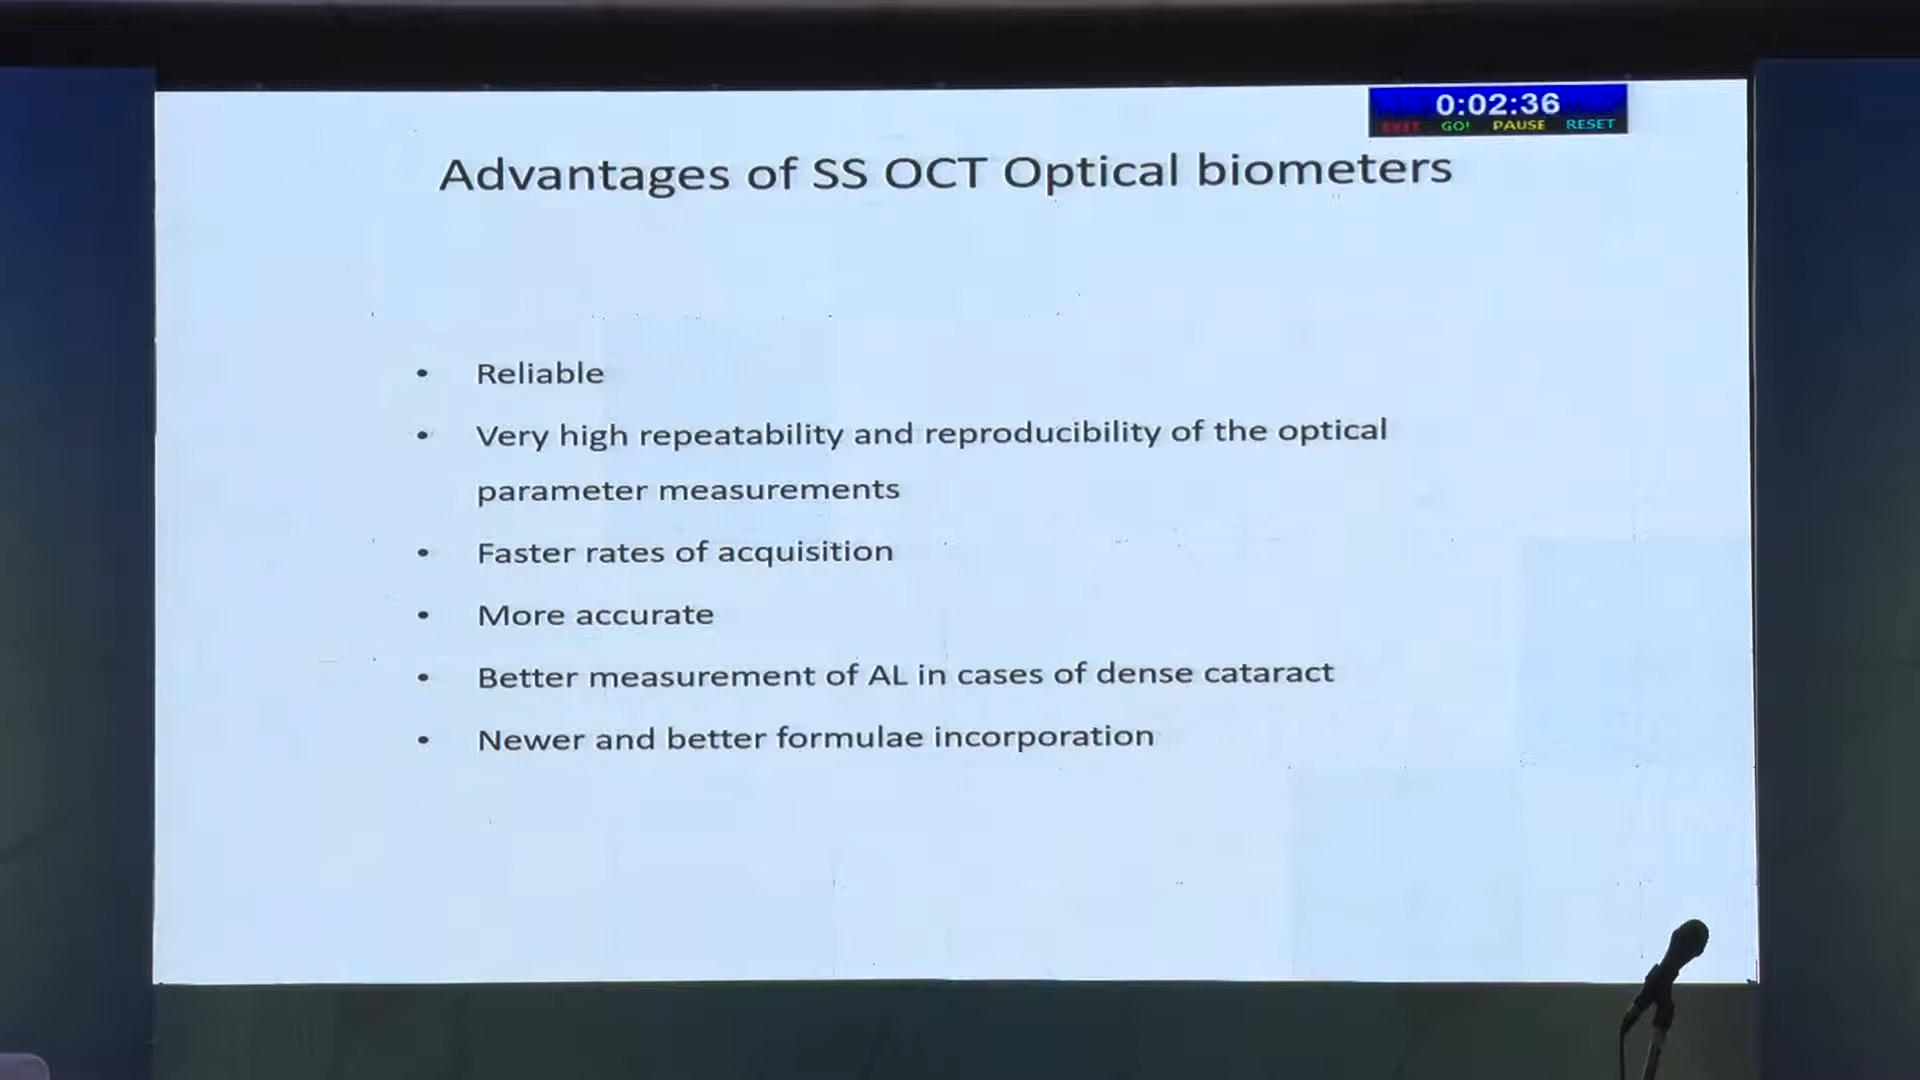 0:02:36
EXIT GO! PAUSE RESET
Advantages of SS OCT Optical biometers
• Reliable
• Very high repeatability and reproducibility of the optical
parameter measurements
• Faster rates of acquisition
• More accurate
• Better measurement of AL in cases of dense cataract
• Newer and better formulae incorporation